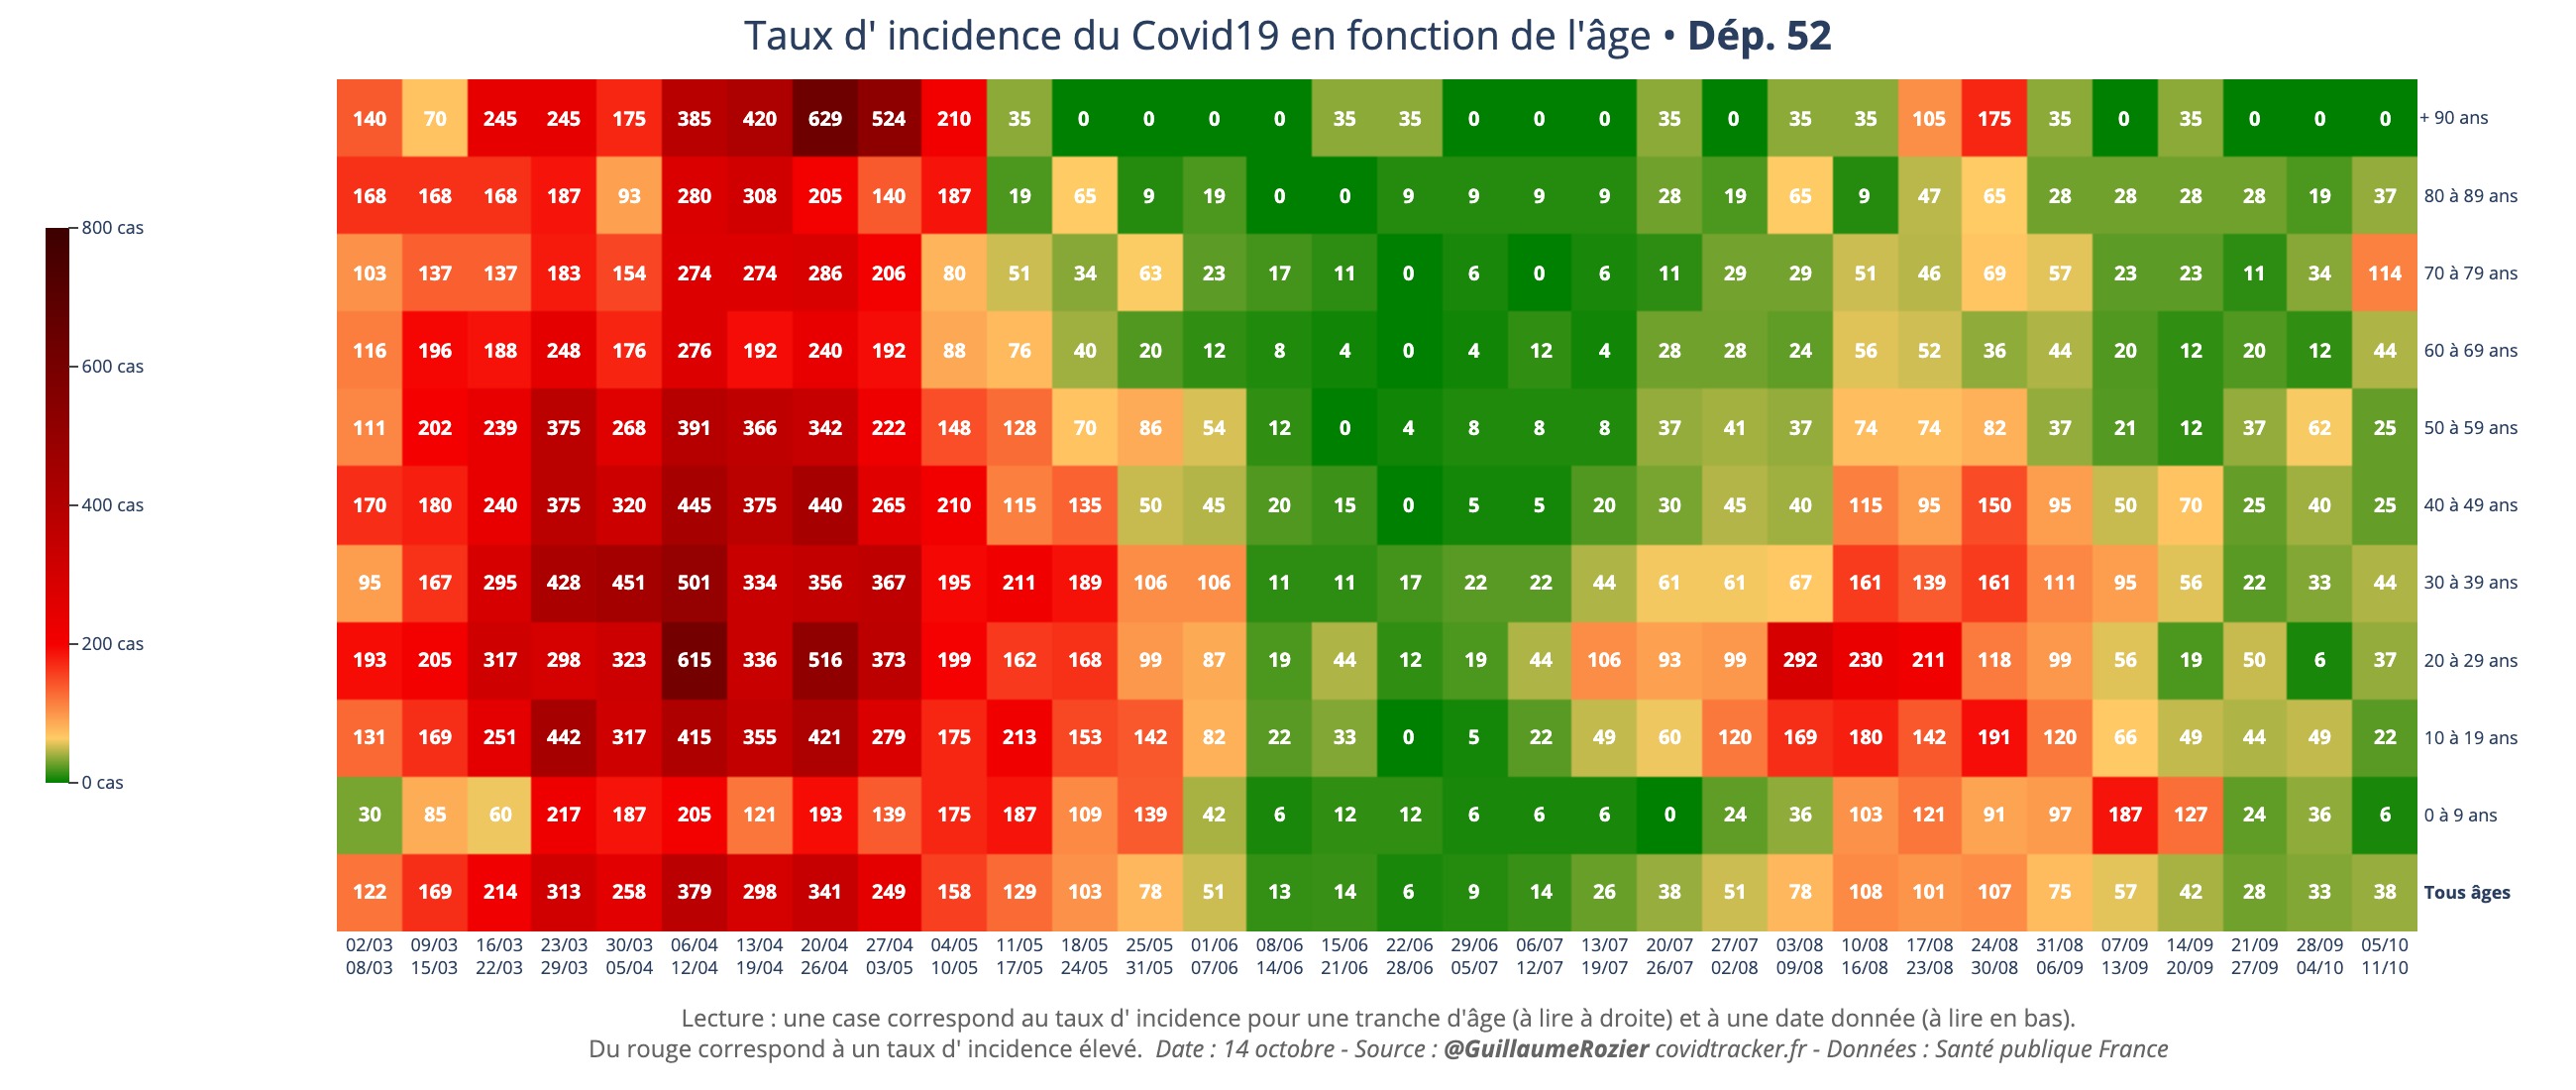 Taux d' incidence du Covid19 en fonction de l'âge • Dép. 52
800 cas
600 cas
400 cas
200 cas
0 cas
140 70 245 245 175 385 420 629 524 210 35 0 0 0 0 35 35 0 0 0 35 0 35 35 105 175 35 0 35 0 0 0 + 90 ans
168 168 168 187 93 280 308 205 140 187 19 65 9 19 0 0 9 9 9 9 28 19 65 9 47 65 28 28 28 28 19 37 80 à 89 ans
103 137 137 183 154 274 274 286 206 80 51 34 63 23 17 11 0 6 0 6 11 29 29 51 46 69 57 23 23 11 34 114 70 à 79 ans
116 196 188 248 176 276 192 240 192 88 76 40 20 12 8 4 0 4 12 4 28 28 24 56 52 36 44 20 12 20 12 44 60 à 69 ans
111 202 239 375 268 391 366 342 222 148 128 70 86 54 12 0 4 8 8 8 37 41 37 74 74 82 37 21 12 37 62 25 50 à 59 ans
170 180 240 375 320 445 375 440 265 210 115 135 50 45 20 15 0 5 5 20 30 45 40 115 95 150 95 50 70 25 40 25 40 à 49 ans
95 167 295 428 451 501 334 356 367 195 211 189 106 106 11 11 17 22 22 44 61 61 67 161 139 161 111 95 56 22 33 44 30 à 39 ans
193 205 317 298 323 615 336 516 373 199 162 168 99 87 19 44 12 19 44 106 93 99 292 230 211 118 99 56 19 50 6 37 20 à 29 ans
131 169 251 442 317 415 355 421 279 175 213 153 142 82 22 33 0 5 22 49 60 120 169 180 142 191 120 66 49 44 49 22 10 à 19 ans
30 85 60 217 187 205 121 193 139 175 187 109 139 42 6 12 12 6 6 6 0 24 36 103 121 91 97 187 127 24 36 6 0 à 9 ans
122 169 214 313 258 379 298 341 249 158 129 103 78 51 13 14 6 9 14 26 38 51 78 108 101 107 75 57 42 28 33 38 Tous âges
02/03 09/03 16/03 23/03 30/03 06/04 13/04 20/04 27/04 04/05 11/05 18/05 25/05 01/06 08/06 15/06 22/06 29/06 06/07 13/07 20/07 27/07 03/08 10/08 17/08 24/08 31/08 07/09 14/09 21/09 28/09 05/10
08/03 15/03 22/03 29/03 05/04 12/04 19/04 26/04 03/05 10/05 17/05 24/05 31/05 07/06 14/06 21/06 28/06 05/07 12/07 19/07 26/07 02/08 09/08 16/08 23/08 30/08 06/09 13/09 20/09 27/09 04/10 11/10
Lecture : une case correspond au taux d' incidence pour une tranche d'âge (à lire à droite) et à une date donnée (à lire en bas).
Du rouge correspond à un taux d' incidence élevé. Date : 14 octobre - Source : @GuillaumeRozier covidtracker.fr - Données : Santé publique France